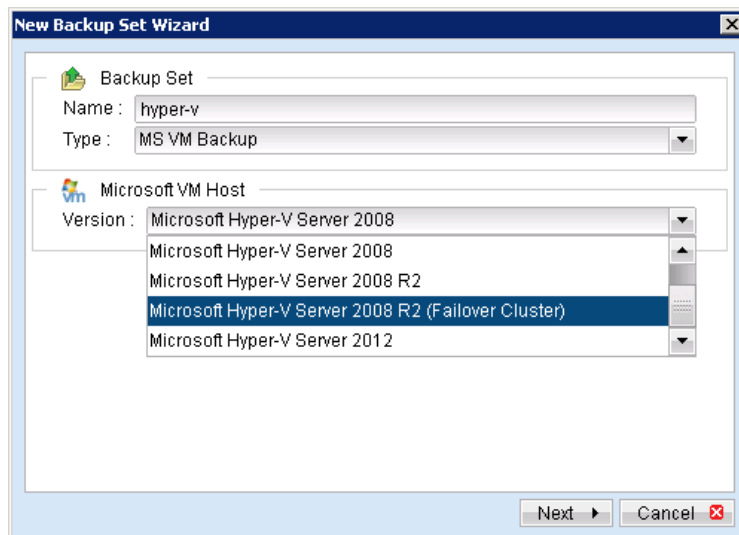 New Backup Set Wizard
Backup Set
Name : hyper-v
Type : MS VM Backup
Microsoft VM Host
Version : Microsoft Hyper-V Server 2008
Microsoft Hyper-V Server 2008
Microsoft Hyper-V Server 2008 R2
Microsoft Hyper-V Server 2008 R2 (Failover Cluster)
Microsoft Hyper-V Server 2012
Next Cancel